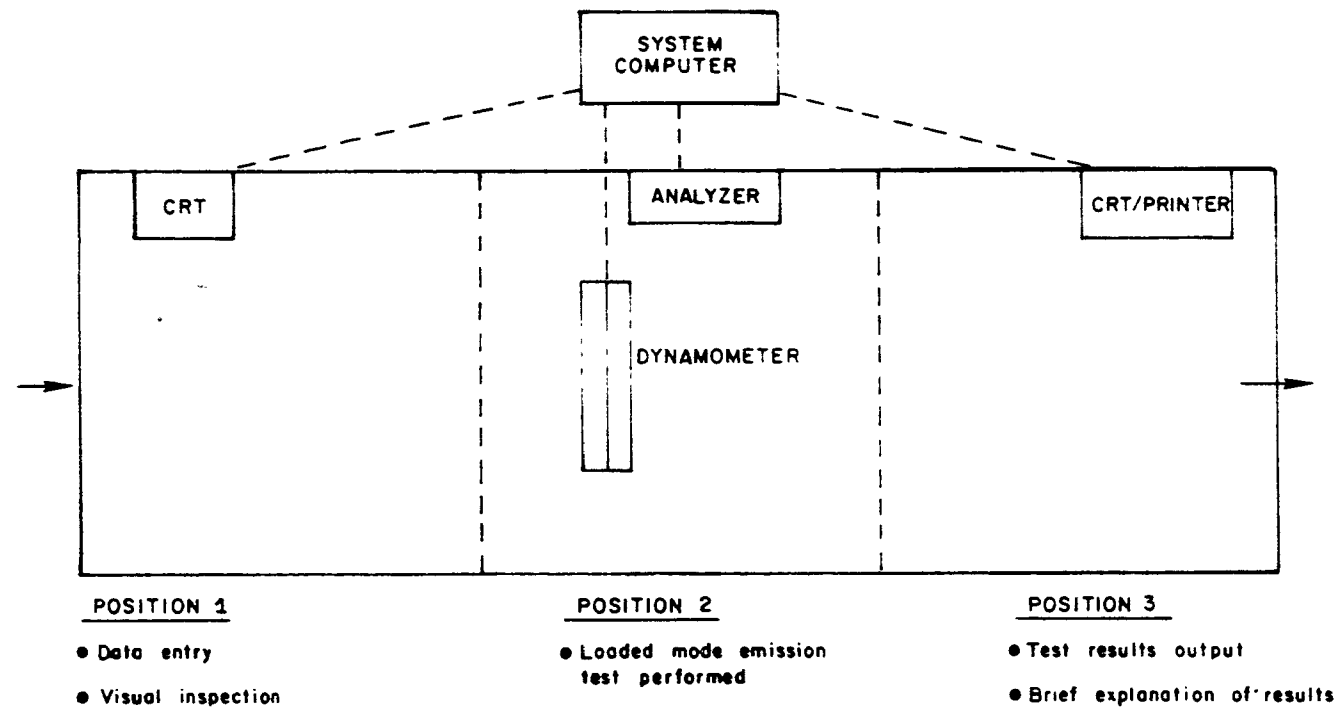 SYSTEM
COMPUTER
CRT
ANALYZER
CRT/PRINTER
DYNAMOMETER
POSITION 1
● Data entry
● Visual inspection
POSITION 2
● Loaded mode emission
test performed
POSITION 3
● Test results output
● Brief explanation of results